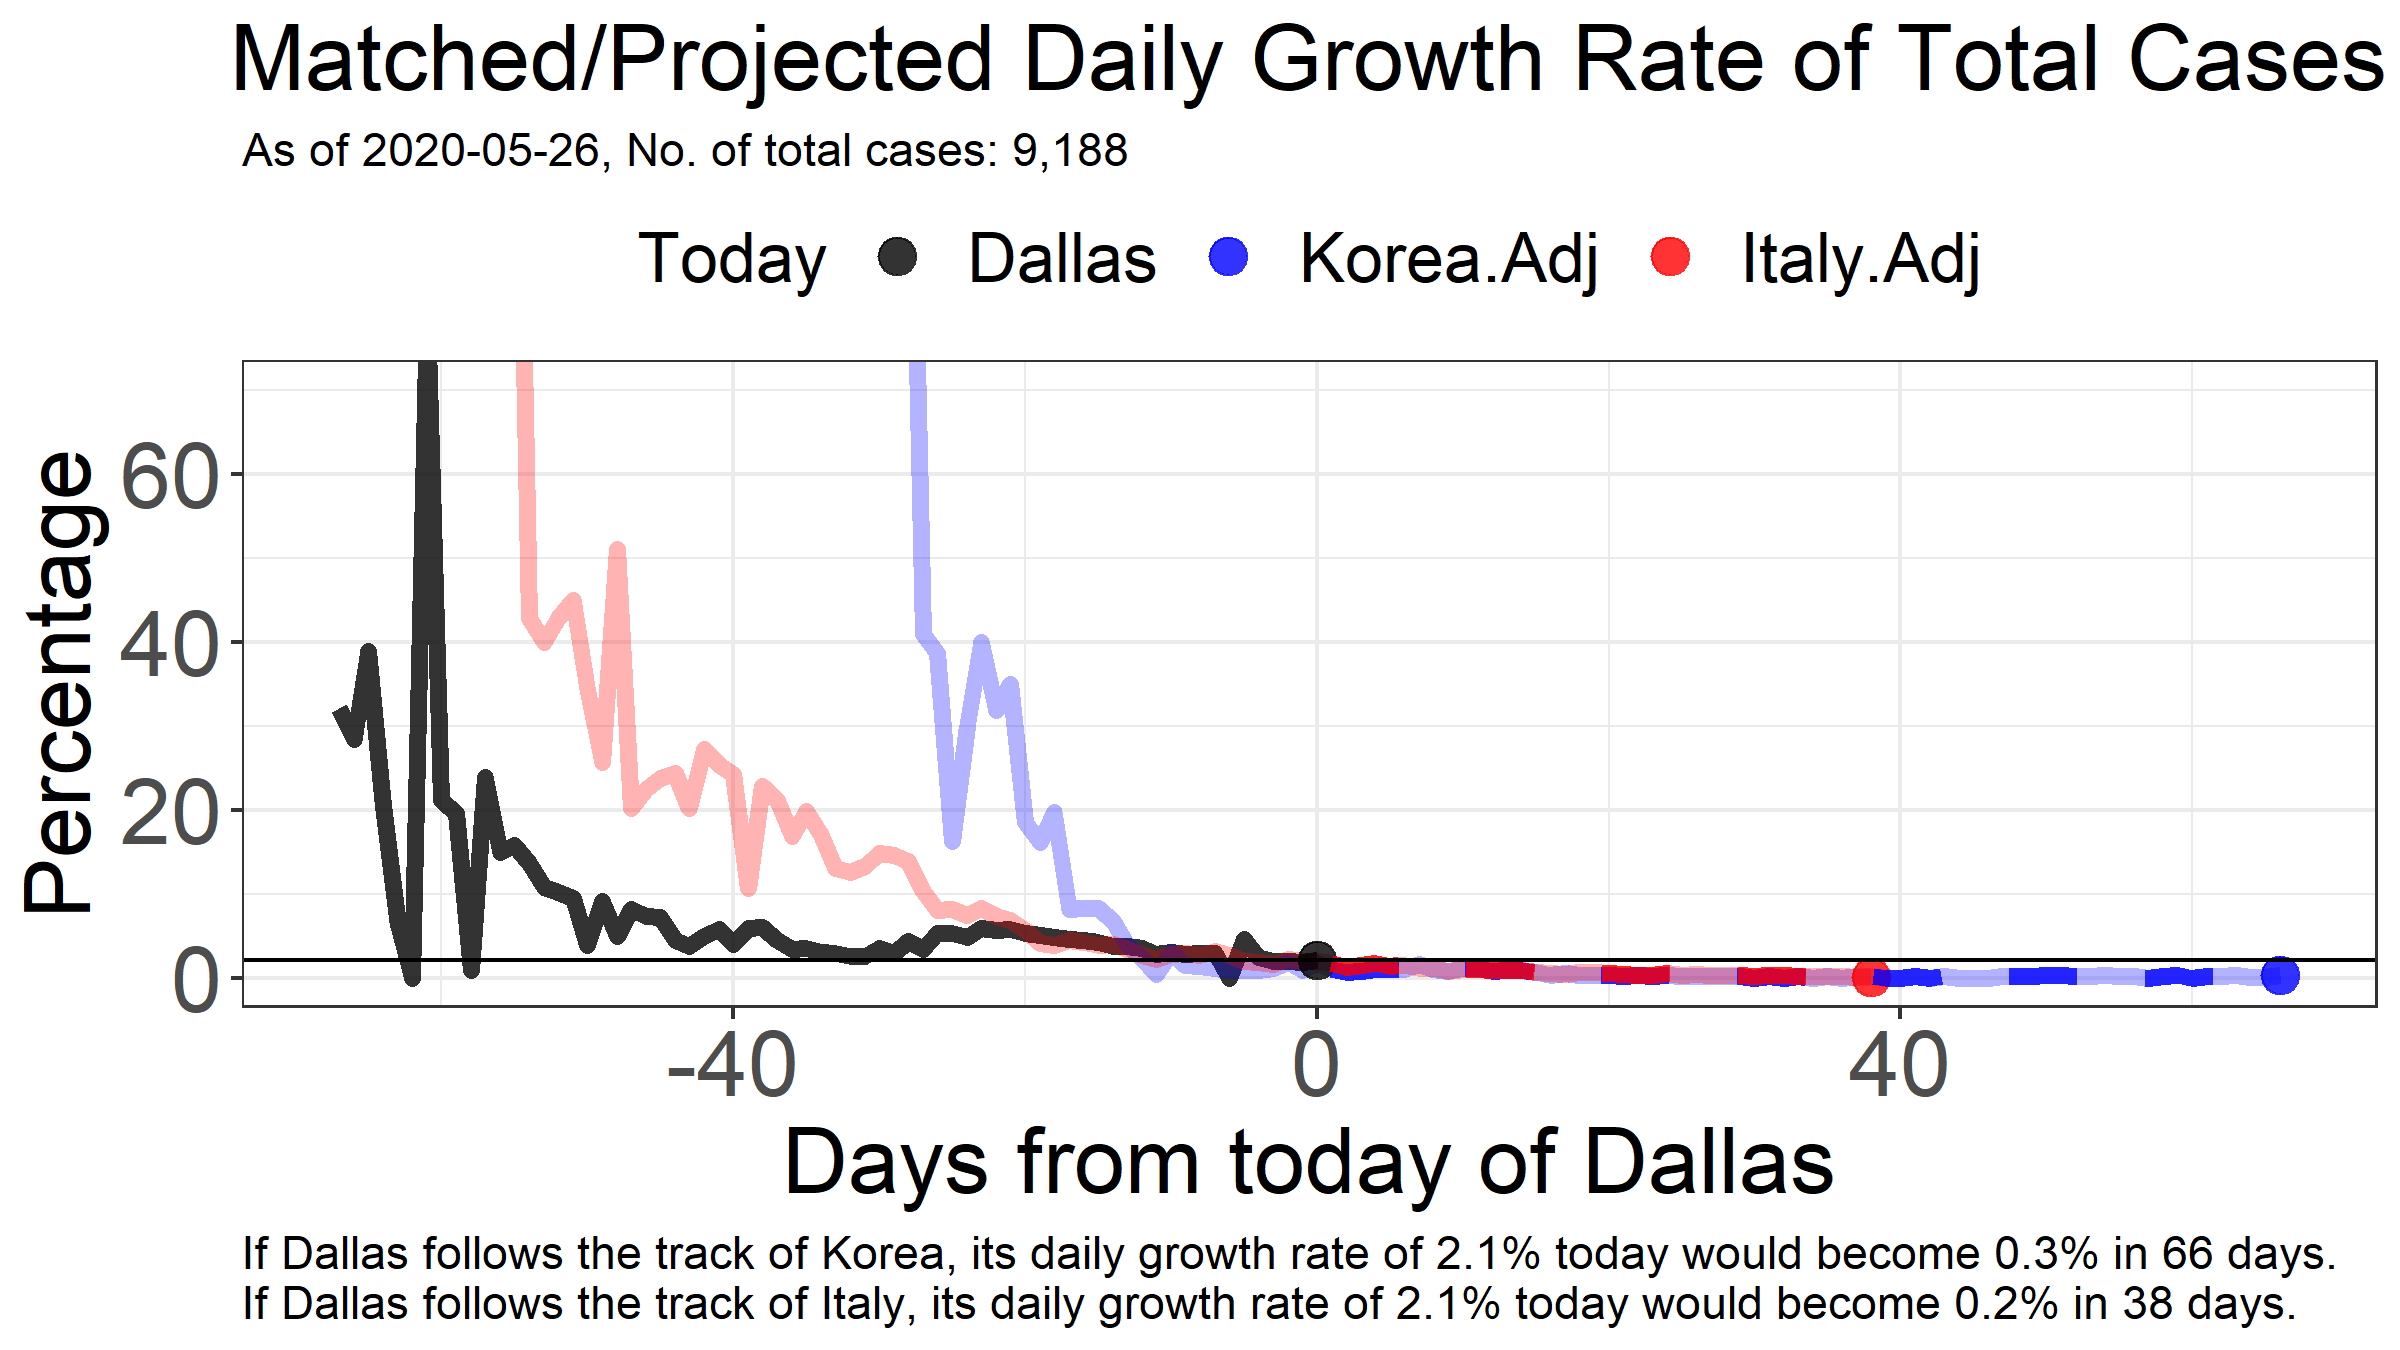 Matched/Projected Daily Growth Rate of Total Cases
As of 2020-05-26, No. of total cases: 9,188
Today Dallas Korea.Adj Italy.Adj
Percentage
60
40
20
0
-40 0 40
Days from today of Dallas
If Dallas follows the track of Korea, its daily growth rate of 2.1% today would become 0.3% in 66 days.
If Dallas follows the track of Italy, its daily growth rate of 2.1% today would become 0.2% in 38 days.